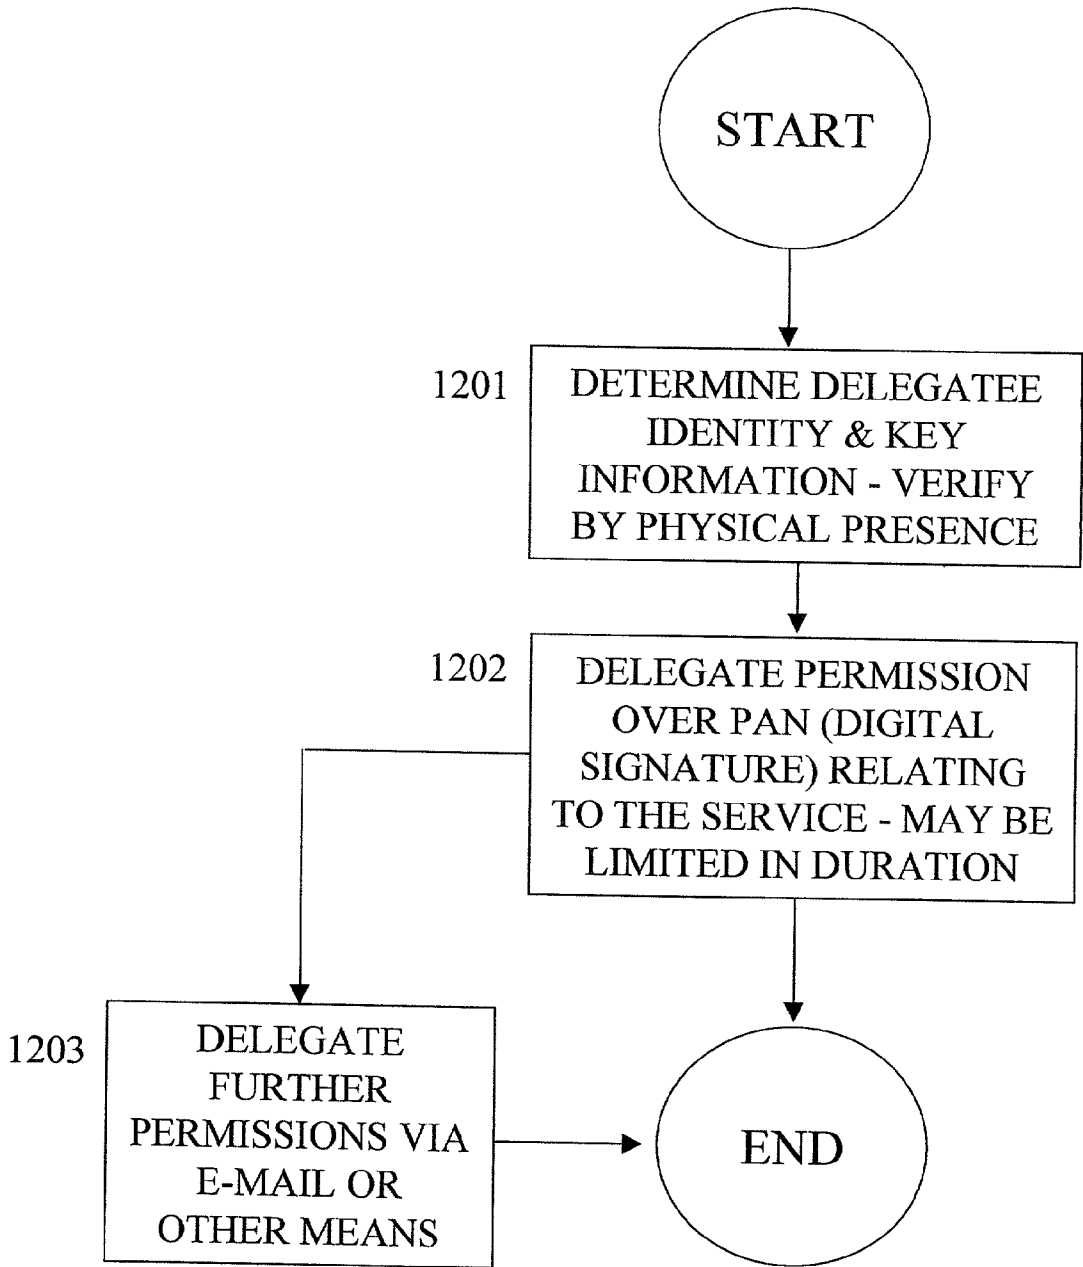 START
1201
DETERMINE DELEGATEE
IDENTITY & KEY
INFORMATION - VERIFY
BY PHYSICAL PRESENCE
1202
DELEGATE PERMISSION
OVER PAN (DIGITAL
SIGNATURE) RELATING
TO THE SERVICE - MAY BE
LIMITED IN DURATION
1203
DELEGATE
FURTHER
PERMISSIONS VIA
E-MAIL OR
OTHER MEANS
END